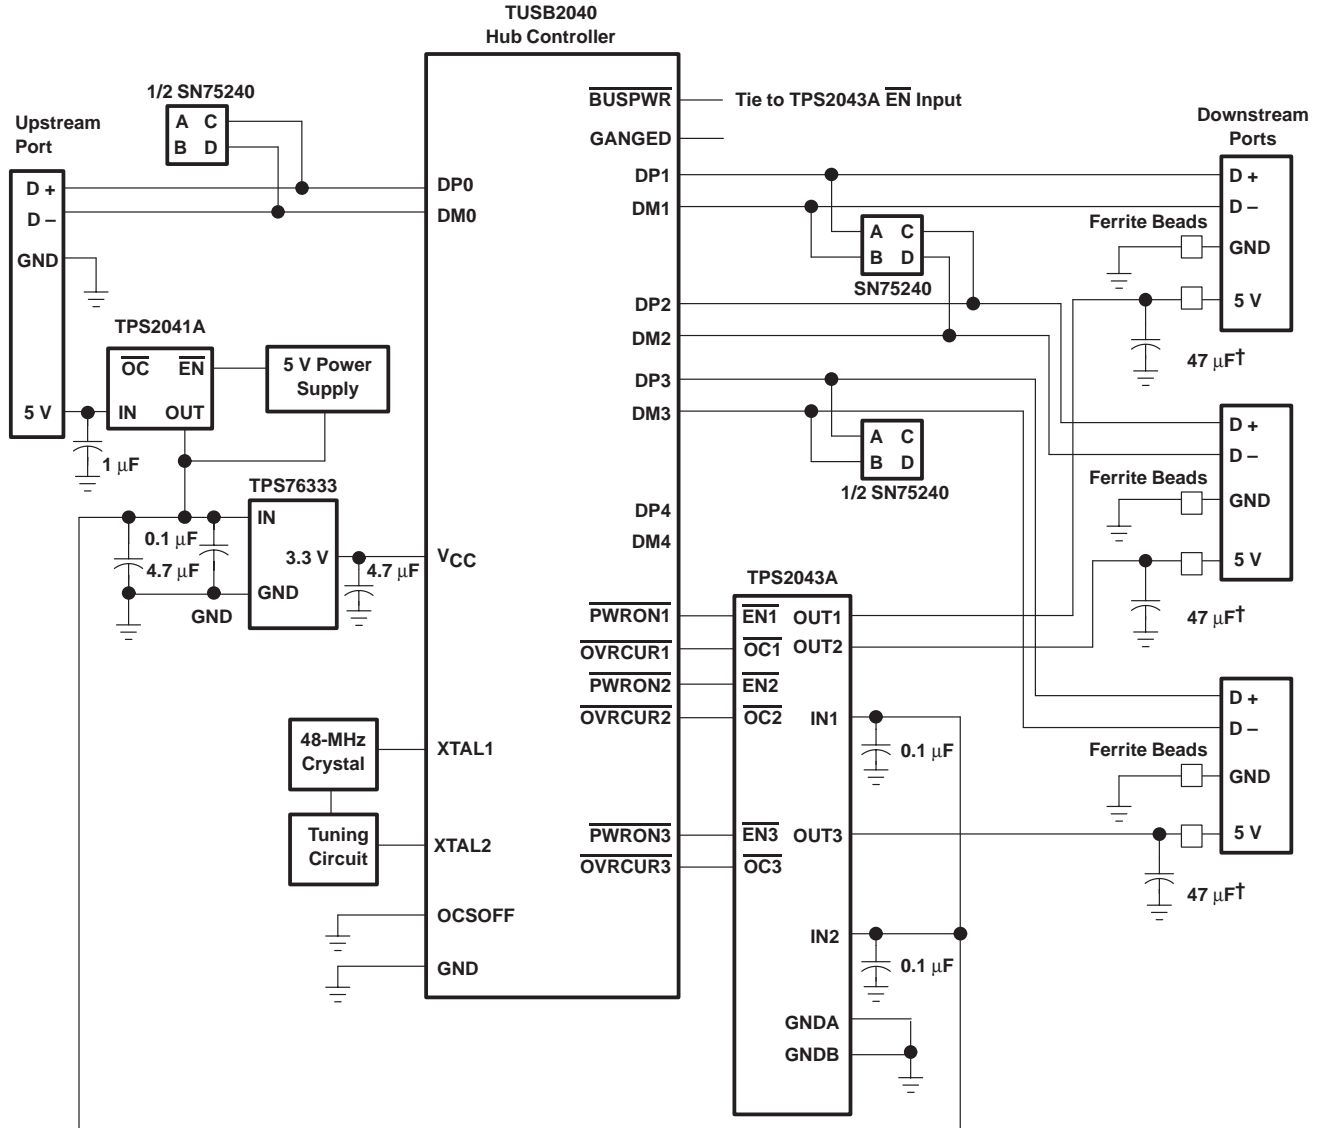 TUSB2040
Hub Controller
1/2 SN75240
A C
B D
Upstream
Port
D +
D –
GND
5 V
TPS2041A
OC EN
IN OUT
5 V Power
Supply
1 μF
TPS76333
IN
3.3 V
GND
0.1 μF
4.7 μF
GND
4.7 μF
48-MHz
Crystal
Tuning
Circuit
DP0
DM0
VCC
XTAL1
XTAL2
OCSOFF
GND
BUSPWR
Tie to TPS2043A EN Input
GANGED
DP1
DM1
DP2
DM2
DP3
DM3
DP4
DM4
PWRON1
OVRCUR1
PWRON2
OVRCUR2
PWRON3
OVRCUR3
A C
B D
SN75240
A C
B D
1/2 SN75240
TPS2043A
EN1 OUT1
OC1 OUT2
EN2
OC2 IN1
EN3 OUT3
OC3
IN2
GNDA
GNDB
0.1 μF
0.1 μF
Downstream
Ports
D +
D –
Ferrite Beads
GND
5 V
47 μF†
D +
D –
Ferrite Beads
GND
5 V
47 μF†
D +
D –
Ferrite Beads
GND
5 V
47 μF†